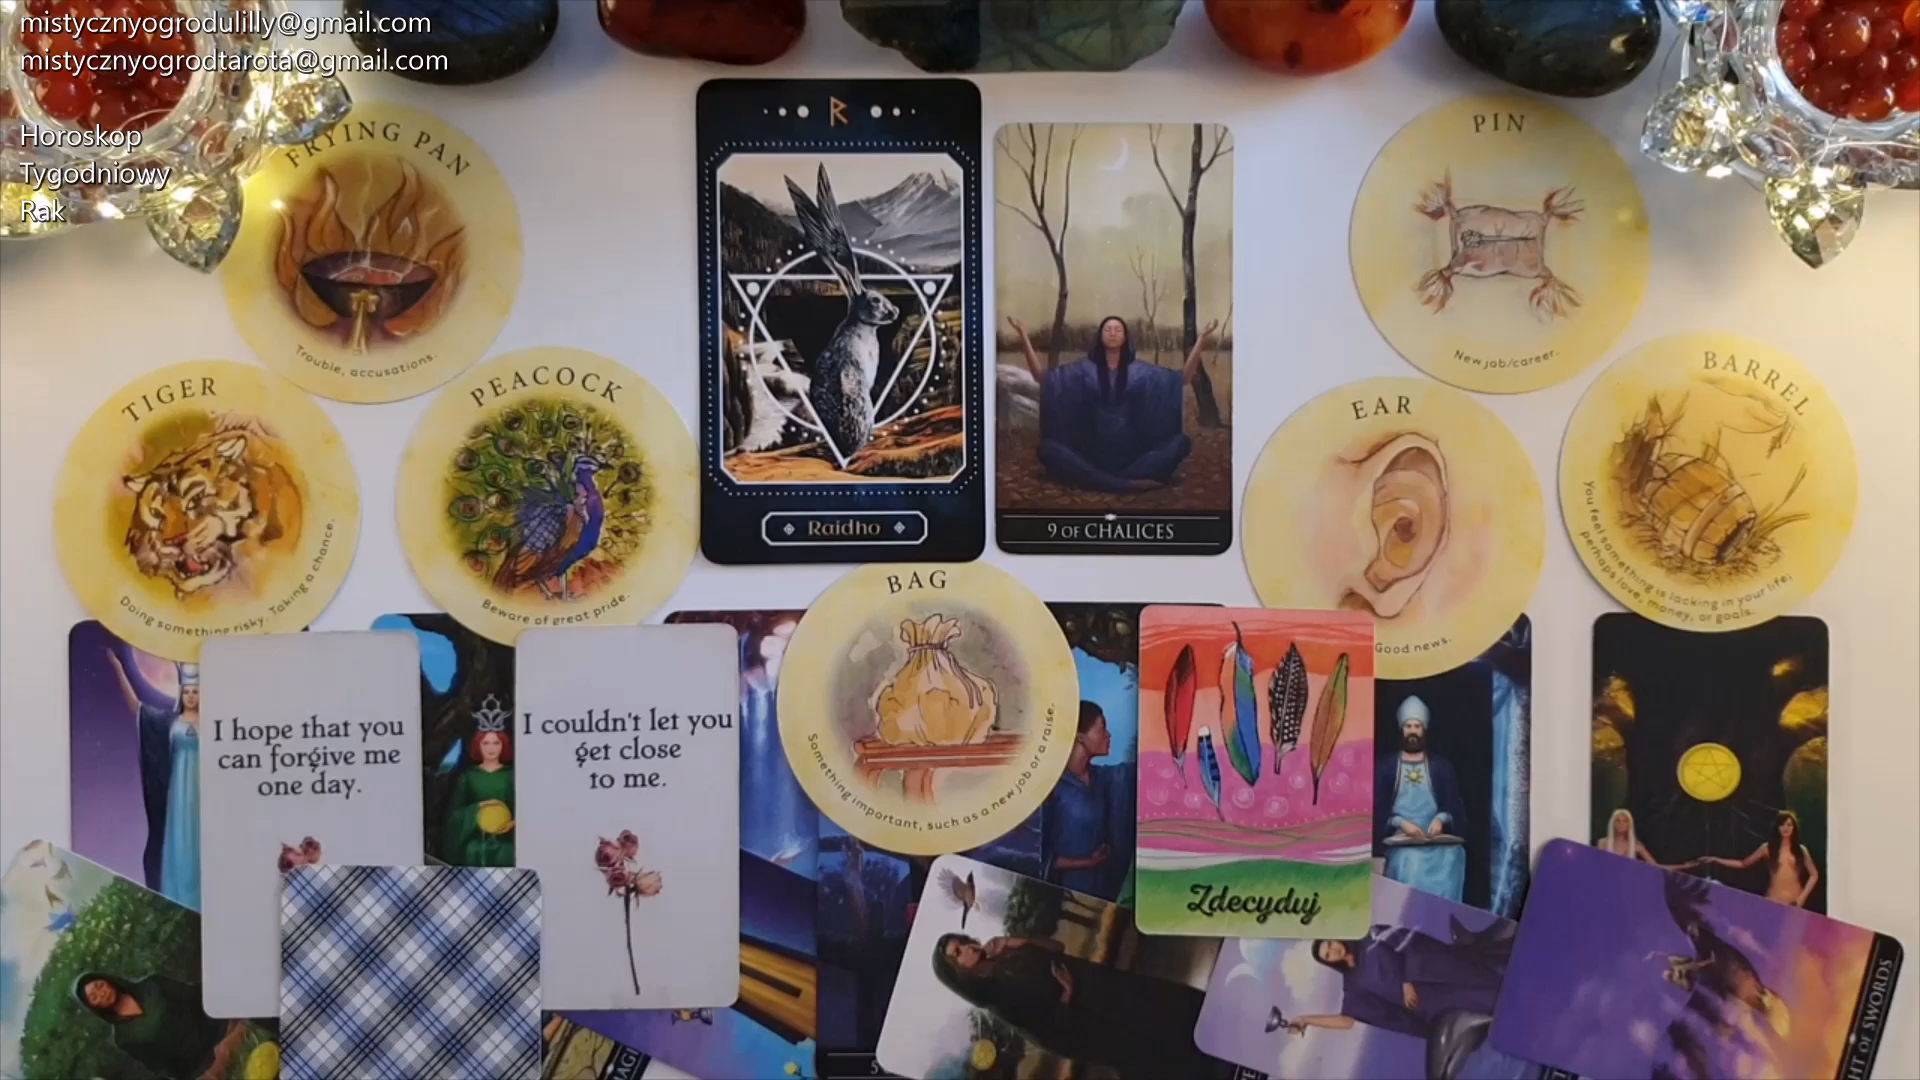 mistycznyogrodulilly@gmail.com
mistycznyogrodtarota@gmail.com
Horoskop
Tygodniowy
Rak
FRYING PAN
Trouble, accusations.
TIGER
Doing something risky. Taking a chance.
PEACOCK
Beware of great pride.
R
Raidho
9 OF CHALICES
PIN
New job/career.
EAR
Good news.
BARREL
You feel something is lacking in your life;
perhaps love, money, or goals.
BAG
Something important, such as a new job or a raise.
I hope that you
can forgive me
one day.
I couldn't let you
get close
to me.
Zdecyduj
OF SWORDS